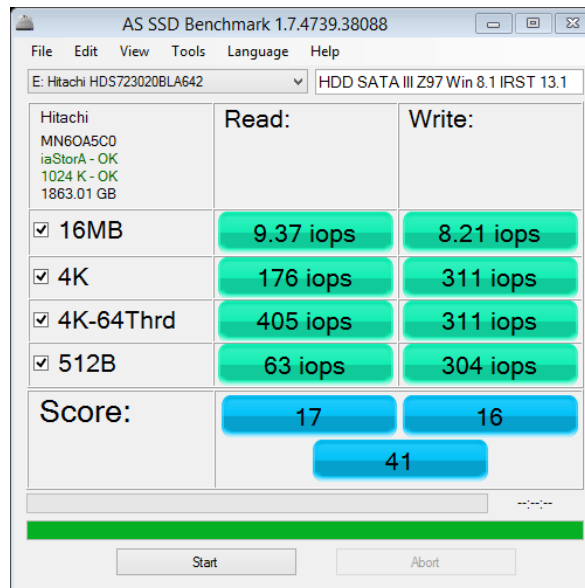 AS SSD Benchmark 1.7.4739.38088
File Edit View Tools Language Help
E: Hitachi HDS723020BLA642 HDD SATA III Z97 Win 8.1 IRST 13.1
Hitachi
MN6OA5C0
iaStorA - OK
1024 K - OK
1863.01 GB
Read: Write:
16MB 9.37 iops 8.21 iops
4K 176 iops 311 iops
4K-64Thrd 405 iops 311 iops
512B 63 iops 304 iops
Score: 17 16
41
--:--:--
Start Abort